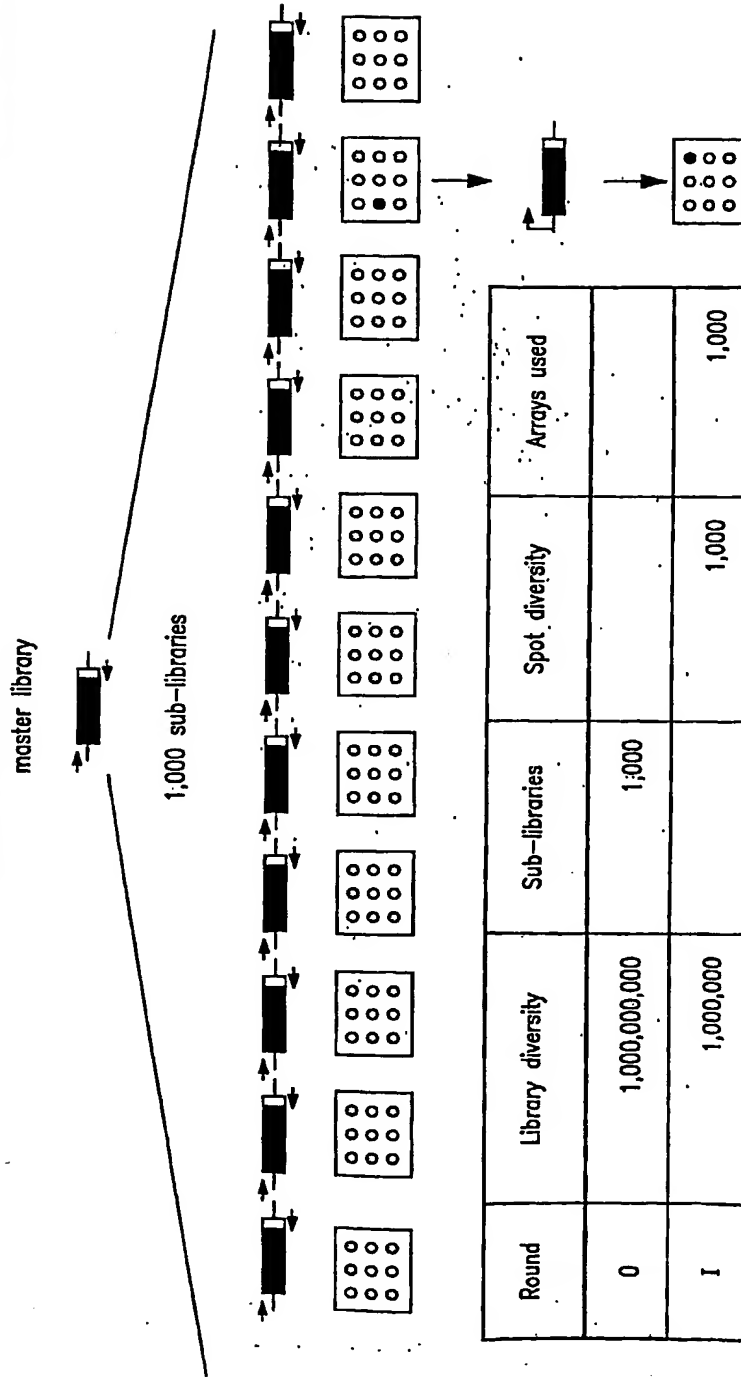 master library
1,000 sub-libraries
Round Library diversity Sub-libraries Spot diversity Arrays used
0 1,000,000,000 1,000
I 1,000,000 1,000 1,000